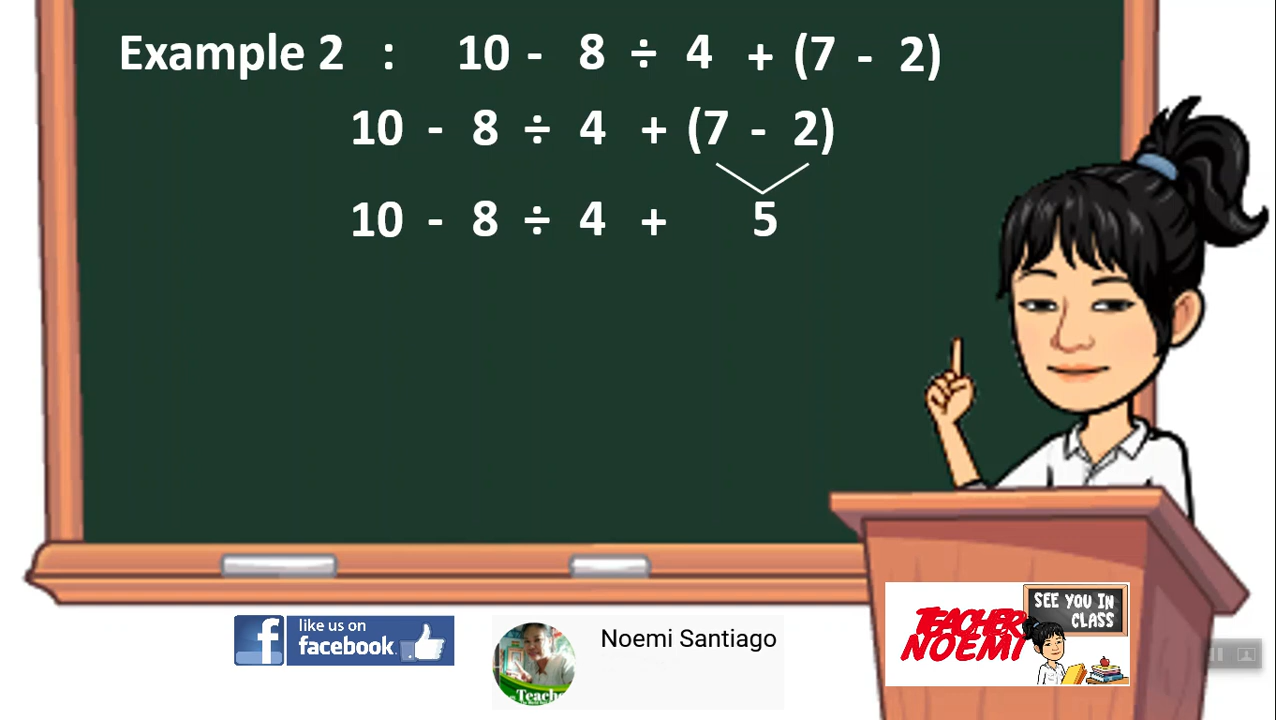 Example 2 : 10 - 8 ÷ 4 + (7 - 2)
10 - 8 ÷ 4 + (7 - 2)
10 - 8 ÷ 4 + 5
like us on
facebook
Noemi Santiago
Teache
TEACHER
NOEMI
SEE YOU IN
CLASS